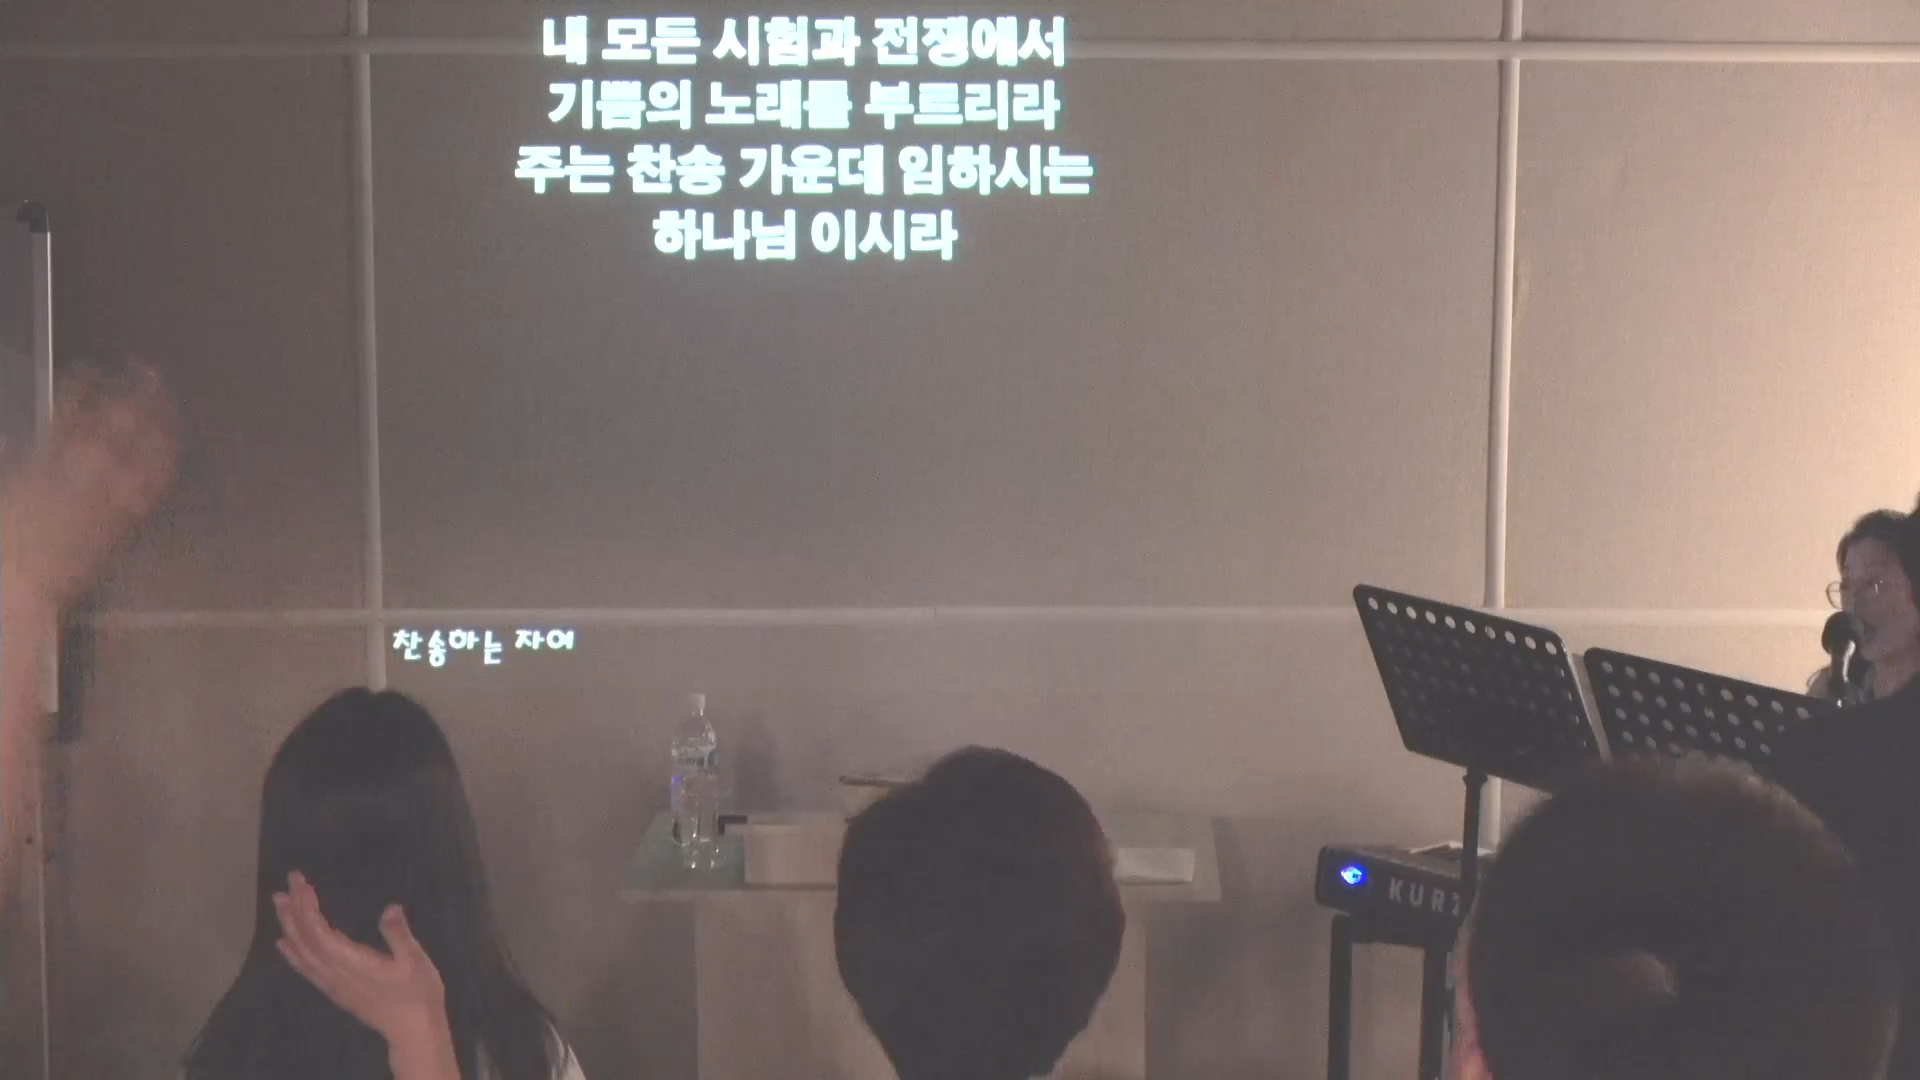 내 모든 시험과 전쟁에서
기쁨의 노래를 부르리라
주는 찬송 가운데 임하시는
하나님 이시라
찬송하는 자여